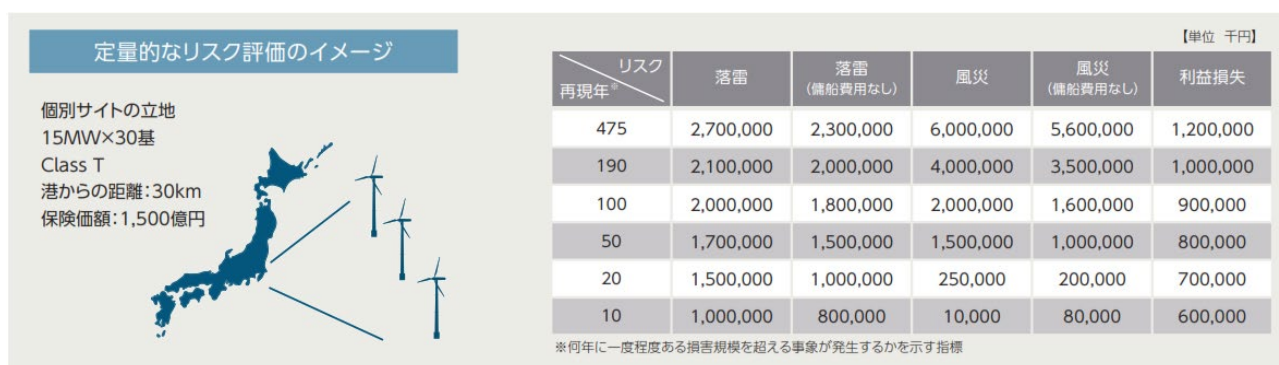 定量的なリスク評価のイメージ
個別サイトの立地
15MW×30基
Class T
港からの距離：30km
保険価額：1,500億円
【単位 千円】
リスク
再現年※
落雷
落雷
（傭船費用なし）
風災
風災
（傭船費用なし）
利益損失
475 2,700,000 2,300,000 6,000,000 5,600,000 1,200,000
190 2,100,000 2,000,000 4,000,000 3,500,000 1,000,000
100 2,000,000 1,800,000 2,000,000 1,600,000 900,000
50 1,700,000 1,500,000 1,500,000 1,000,000 800,000
20 1,500,000 1,000,000 250,000 200,000 700,000
10 1,000,000 800,000 10,000 80,000 600,000
※何年に一度程度ある損害規模を超える事象が発生するかを示す指標